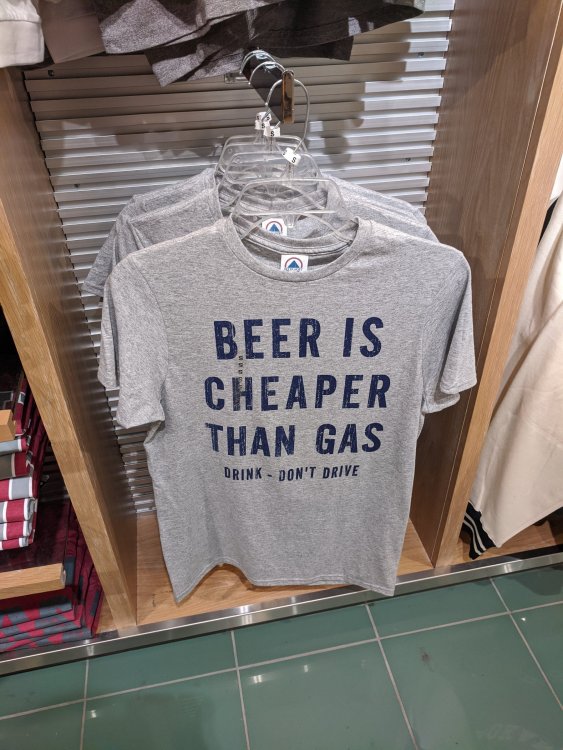 BEER IS
CHEAPER
THAN GAS
DRINK - DON'T DRIVE